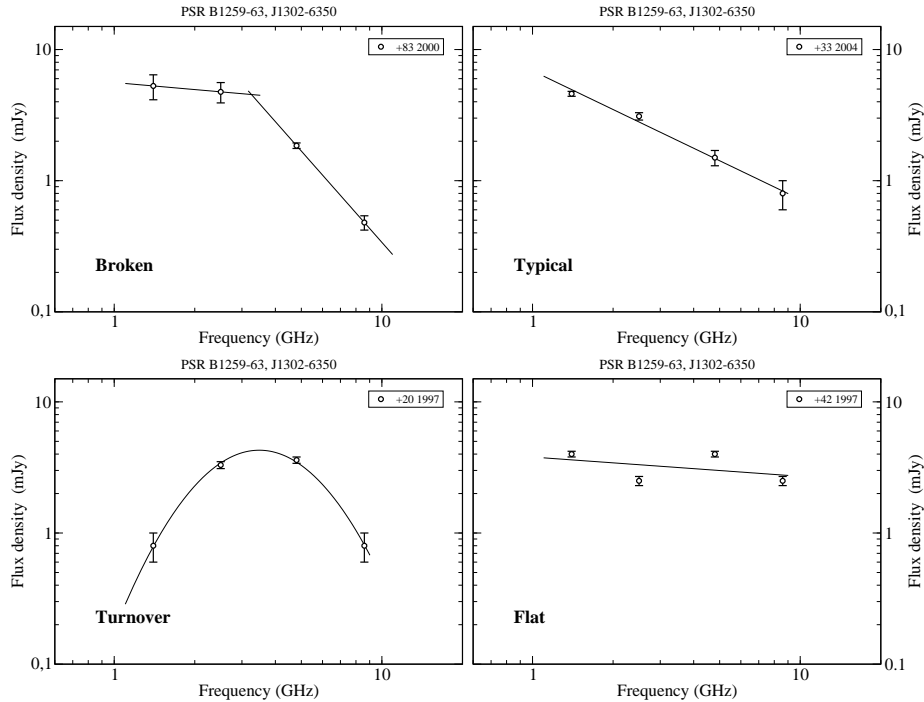 PSR B1259-63, J1302-6350
+83 2000
10
1
0,1
Flux density (mJy)
Broken
1
10
Frequency (GHz)
PSR B1259-63, J1302-6350
+33 2004
10
1
0,1
Flux density (mJy)
Typical
1
10
Frequency (GHz)
PSR B1259-63, J1302-6350
+20 1997
10
1
0,1
Flux density (mJy)
Turnover
1
10
Frequency (GHz)
PSR B1259-63, J1302-6350
+42 1997
10
1
0,1
Flux density (mJy)
Flat
1
10
Frequency (GHz)